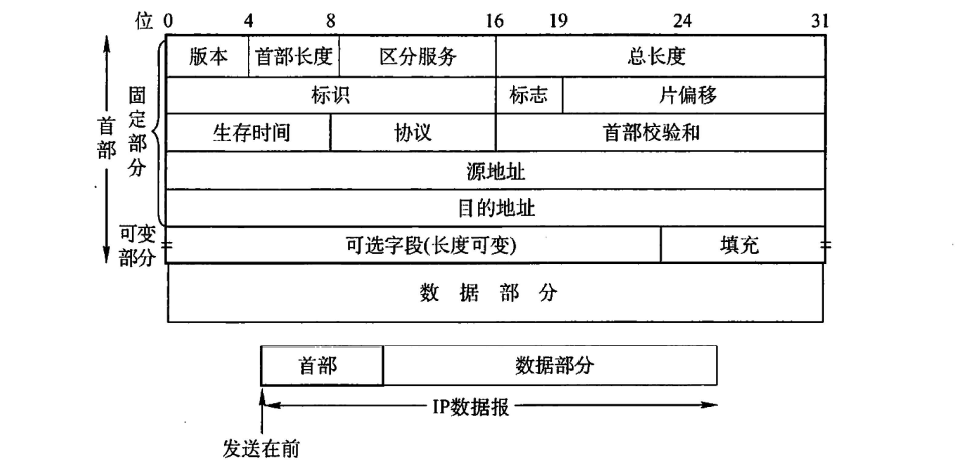 位 0 4 8 16 19 24 31
版本 首部长度 区分服务 总长度
标识 标志 片偏移
生存时间 协议 首部校验和
源地址
目的地址
可选字段(长度可变) 填充
数据部分
首部
固定部分
可变部分
首部 数据部分
IP数据报
发送在前